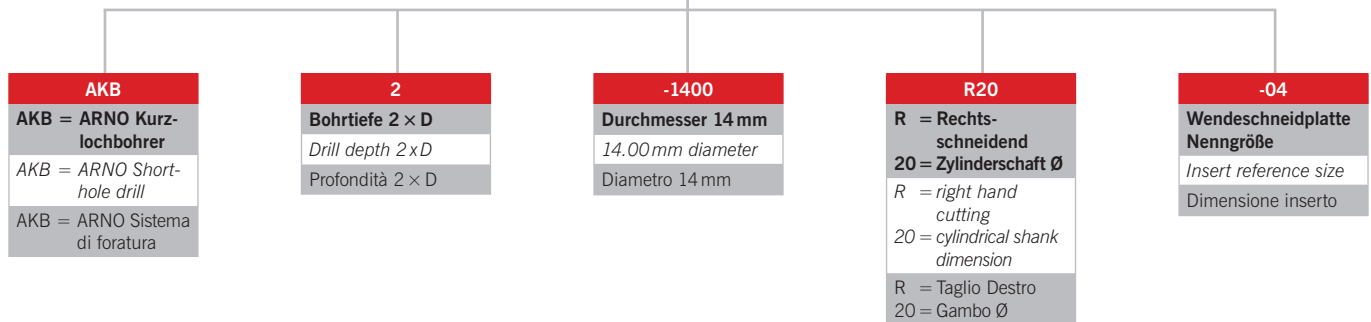 AKB
AKB = ARNO Kurz-
lochbohrer
AKB = ARNO Short-
hole drill
AKB = ARNO Sistema
di foratura
2
Bohrtiefe 2 × D
Drill depth 2 x D
Profondità 2 × D
-1400
Durchmesser 14 mm
14.00 mm diameter
Diametro 14 mm
R20
R = Rechts-
schneidend
20 = Zylinderschaft Ø
R = right hand
cutting
20 = cylindrical shank
dimension
R = Taglio Destro
20 = Gambo Ø
-04
Wendeschneidplatte
Nenngröße
Insert reference size
Dimensione inserto